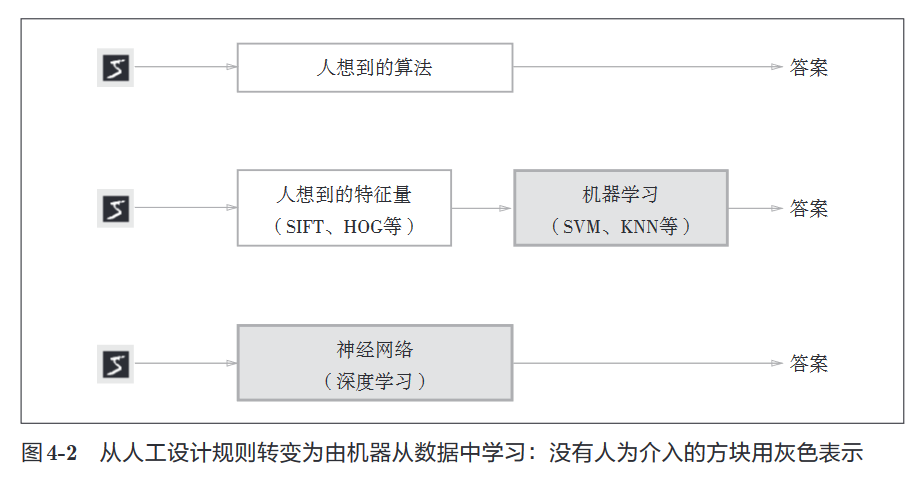 5
人想到的算法
答案
5
人想到的特征量
（SIFT、HOG等）
机器学习
（SVM、KNN等）
答案
5
神经网络
（深度学习）
答案
图4-2 从人工设计规则转变为由机器从数据中学习：没有人为介入的方块用灰色表示